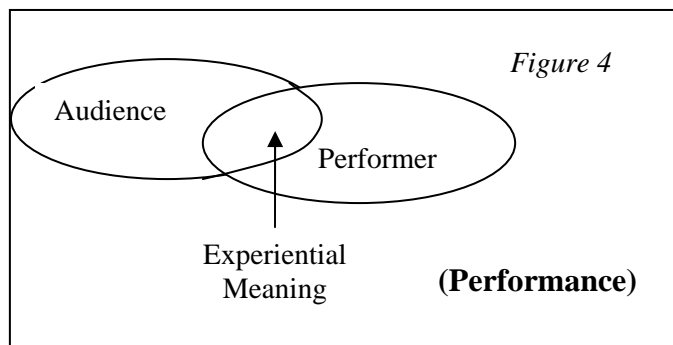 Figure 4
Audience
Performer
Experiential
Meaning
(Performance)